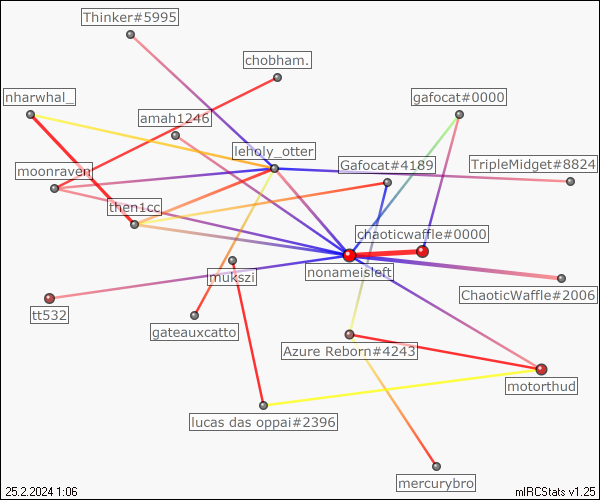 Thinker#5995
chobham.
nharwhal_
gafocat#0000
amah1246
leholy_otter
moonraven
Gafocat#4189
TripleMidget#8824
then1cc
chaoticwaffle#0000
mukszi
nonameisleft
ChaoticWaffle#2006
tt532
gateauxcatto
Azure Reborn#4243
motorthud
lucas das oppai#2396
mercurybro
25.2.2024 1:06
mIRCStats v1.25